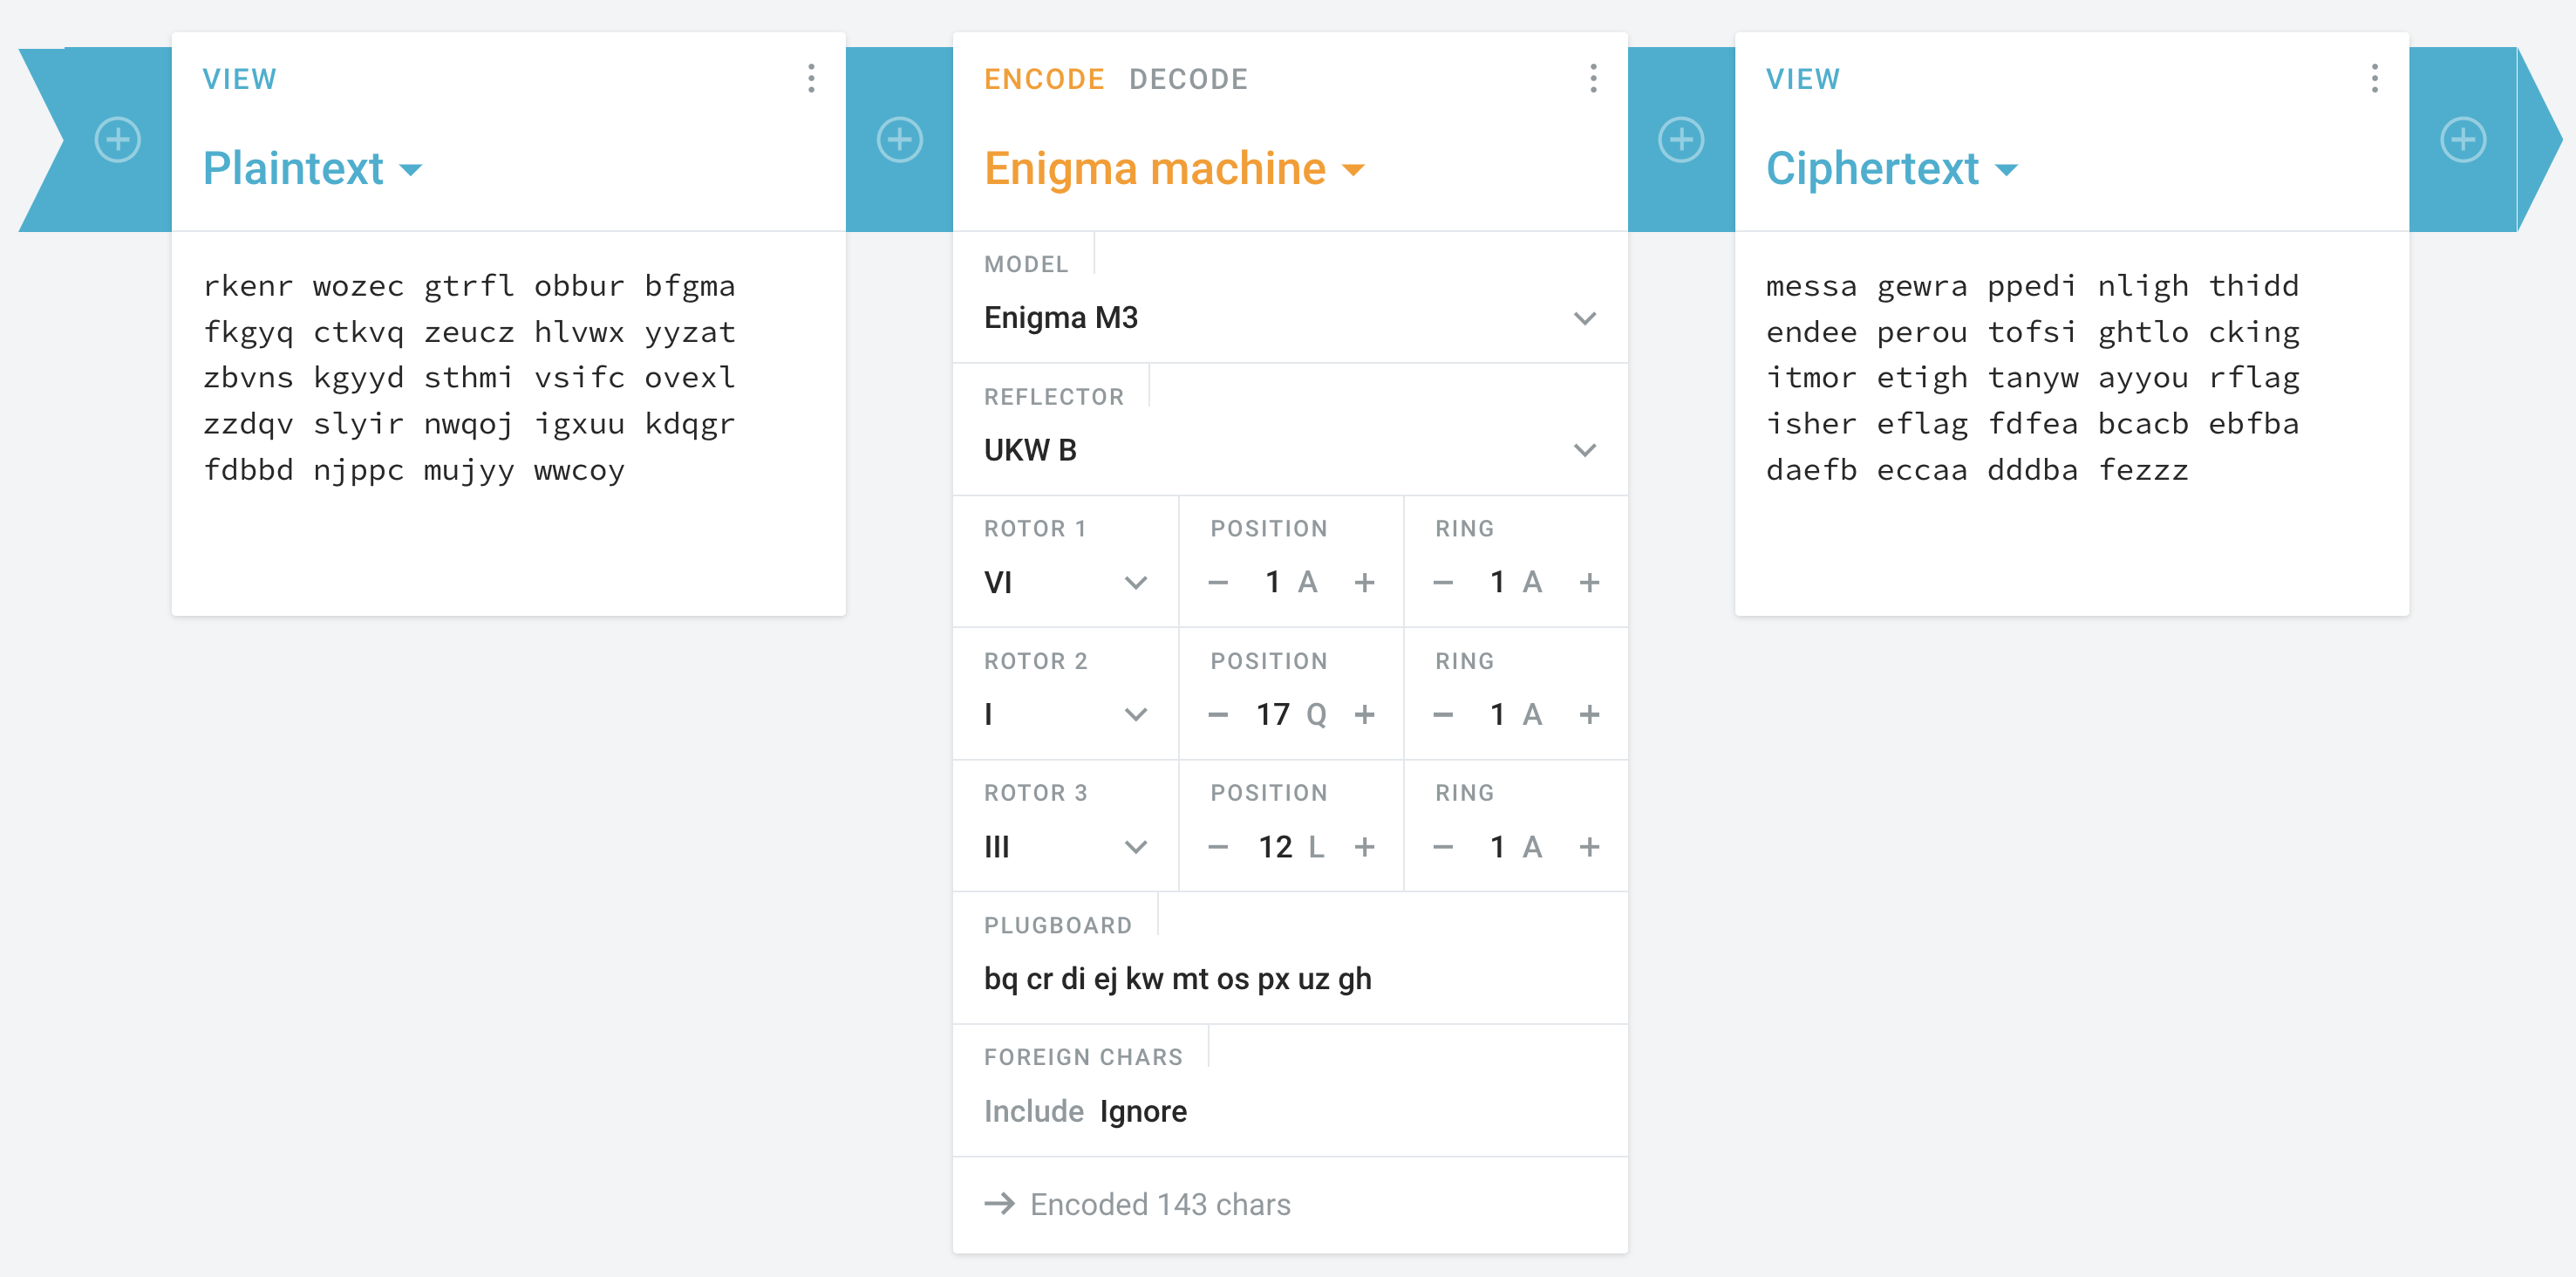 VIEW
Plaintext
rkenr wozec gtrfl obbur bfgma
fkgyq ctkvq zeucz hlvwx yyzat
zbvns kgyyd sthmi vsifc ovexl
zzdqv slyir nwqoj igxuu kdqgr
fdbbd njppc mujyy wwcoy
ENCODE DECODE
Enigma machine
MODEL
Enigma M3
REFLECTOR
UKW B
ROTOR 1 POSITION RING
VI 1 A 1 A
ROTOR 2 POSITION RING
I 17 Q 1 A
ROTOR 3 POSITION RING
III 12 L 1 A
PLUGBOARD
bq cr di ej kw mt os px uz gh
FOREIGN CHARS
Include Ignore
→ Encoded 143 chars
VIEW
Ciphertext
messa gewra ppedi nligh thidd
endee perou tofsi ghtlo cking
itmor etigh tanyw ayyou rflag
isher eflag fdfea bcacb ebfba
daefb eccaa dddba fezzz